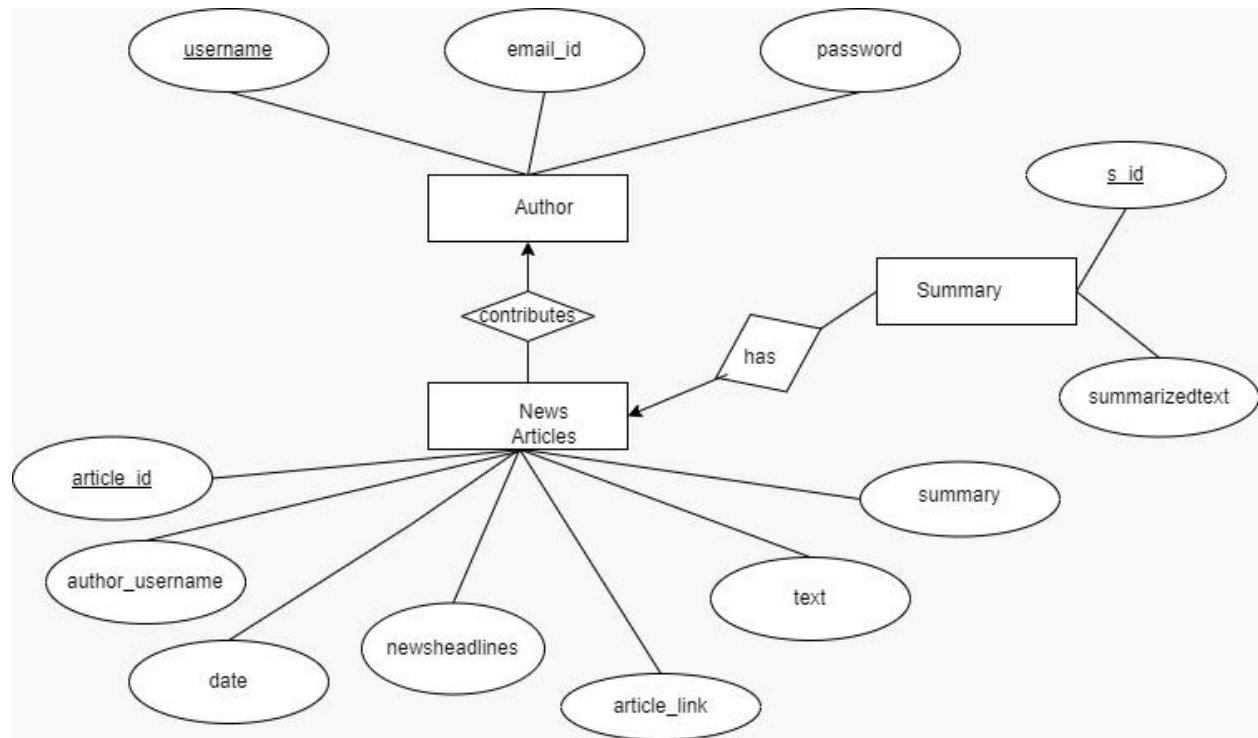 username
email_id
password
Author
s_id
Summary
contributes
has
News
Articles
summarizedtext
article_id
summary
author_username
text
newsheadlines
date
article_link